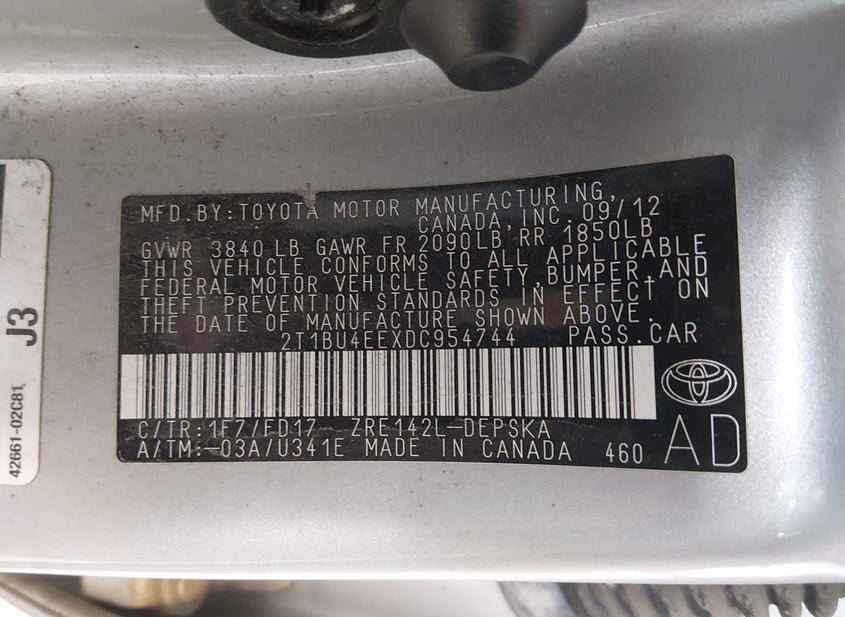 MFD. BY: TOYOTA MOTOR MANUFACTURING,
CANADA, INC. 09/12
GVWR 3840 LB GAWR FR 2090LB, RR 1850LB
THIS VEHICLE CONFORMS TO ALL APPLICABLE
FEDERAL MOTOR VEHICLE SAFETY, BUMPER, AND
THEFT PREVENTION STANDARDS IN EFFECT ON
THE DATE OF MANUFACTURE SHOWN ABOVE.
2T1BU4EEXDC954744 PASS. CAR
C/TR: 1F7/FD17 ZRE142L-DEPSKA
A/TM:-03A/U341E MADE IN CANADA 460
AD
J3
42661-02C81